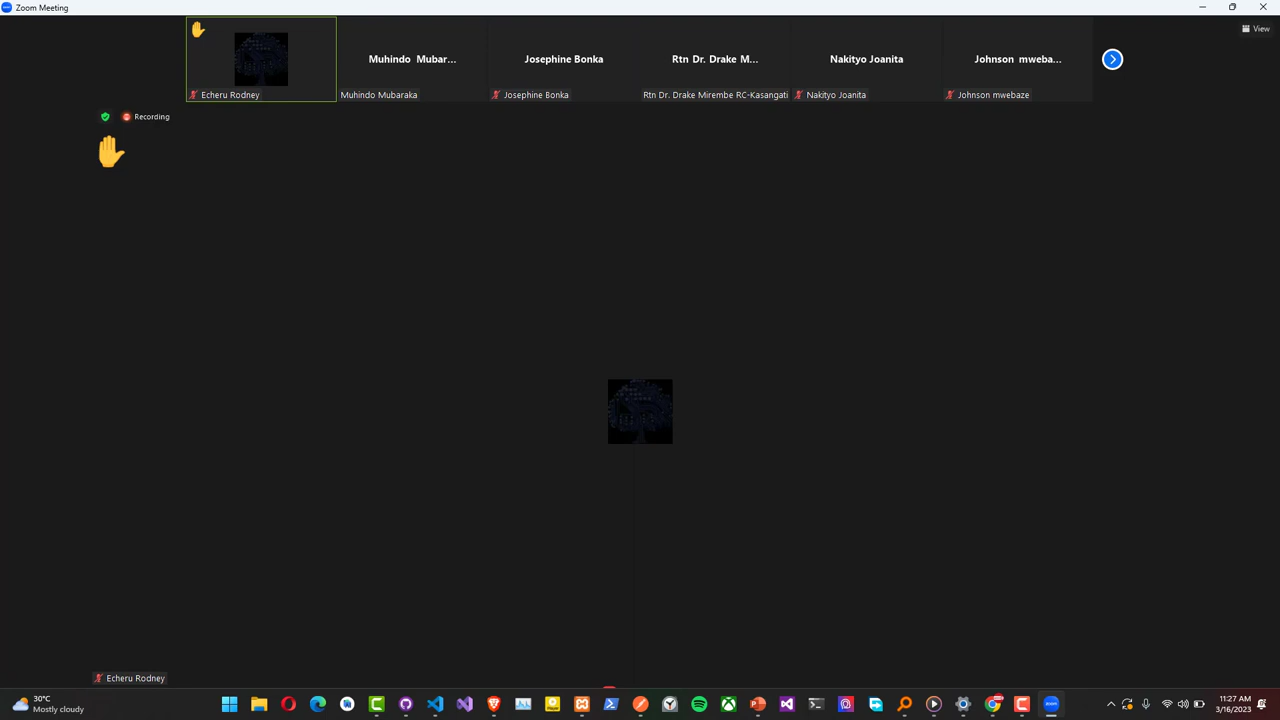 Zoom Meeting
View
Muhindo Mubar...
Josephine Bonka
Rtn Dr. Drake M...
Nakityo Joanita
Johnson mweba...
Echeru Rodney
Muhindo Mubaraka
Josephine Bonka
Rtn Dr. Drake Mirembe RC-Kasangati
Nakityo Joanita
Johnson mwebaze
Recording
Echeru Rodney
30°C
Mostly cloudy
11:27 AM
3/16/2023